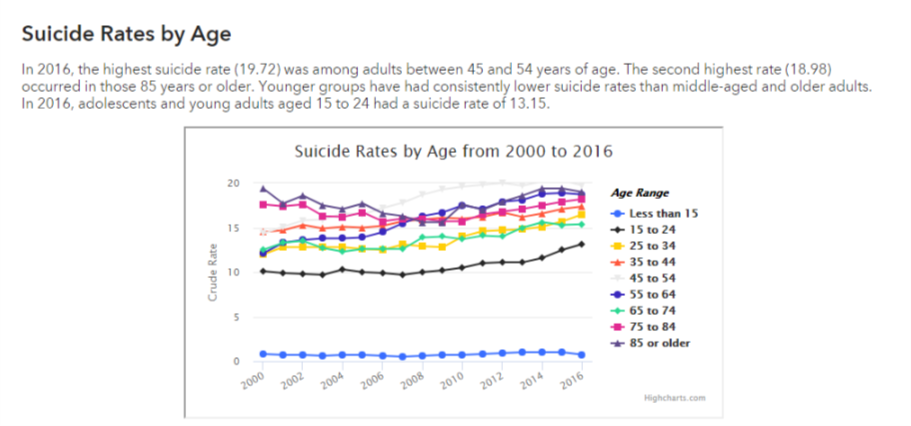 Suicide Rates by Age
In 2016, the highest suicide rate (19.72) was among adults between 45 and 54 years of age. The second highest rate (18.98)
occurred in those 85 years or older. Younger groups have had consistently lower suicide rates than middle-aged and older adults.
In 2016, adolescents and young adults aged 15 to 24 had a suicide rate of 13.15.
Suicide Rates by Age from 2000 to 2016
20
15
10
5
0
Crude Rate
2000 2002 2004 2006 2008 2010 2012 2014 2016
Age Range
Less than 15
15 to 24
25 to 34
35 to 44
45 to 54
55 to 64
65 to 74
75 to 84
85 or older
Highcharts.com